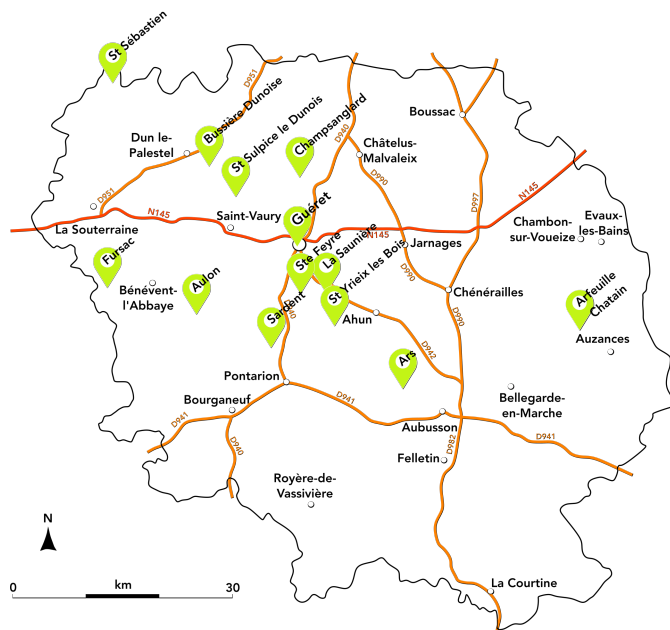 St Sébastien
D951
Bussière Dunoise
St Sulpice le Dunois
Champsanglard
Boussac
D940
Dun le-
Palestel
Châtelus-
Malvaleix
D990
D997
N145
D951
La Souterraine
N145
Saint-Vaury
Guéret
N145
Jarnages
Chambon-
sur-Voueize
Evaux-
les-Bains
Fursac
Bénévent-
l'Abbaye
Aulon
Ste Feyre
La Saunière
St Yrieix les Bois
D990
Chénérailles
Sardent
D940
Ahun
D990
Arfeuille
Chatain
Auzances
D942
Ars
Pontarion
D941
Bourganeuf
Bellegarde-
en-Marche
D941
D940
Aubusson
D982
D941
Felletin
Royère-de-
Vassivière
N
km
0
30
La Courtine